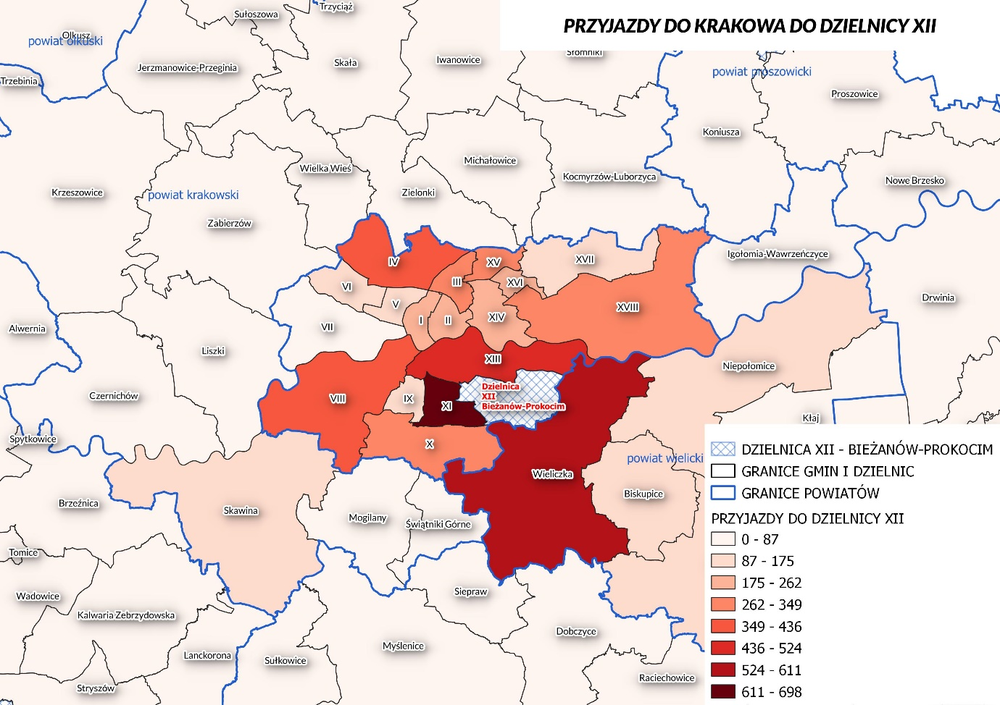 PRZYJAZDY DO KRAKOWA DO DZIELNICY XII
Trzyciąż
Sułoszowa
Olkusz
powiat olkuski
Słomniki
Iwanowice
Skała
Jerzmanowice-Przeginia
powiat proszowicki
Trzebinia
Proszowice
Koniusza
Michałowice
Wielka Wieś
Kocmyrzów-Luborzyca
Nowe Brzesko
Krzeszowice
powiat krakowski
Zielonki
Zabierzów
Igołomia-Wawrzeńczyce
IV
XV
XVII
III
XVI
VI
Drwinia
V
XVIII
I
II
XIV
VII
Alwernia
Liszki
XIII
Niepołomice
Dzielnica
XII
Bieżanów-Prokocim
Czernichów
VIII
IX
XI
Kłaj
Spytkowice
X
powiat wielicki
Wieliczka
Biskupice
Brzeźnica
Skawina
Mogilany
Świątniki Górne
Tomice
Wadowice
Siepraw
Kalwaria Zebrzydowska
Dobczyce
Myślenice
Lanckorona
Sułkowice
Raciechowice
Stryszów
DZIELNICA XII - BIEŻANÓW-PROKOCIM
GRANICE GMIN I DZIELNIC
GRANICE POWIATÓW
PRZYJAZDY DO DZIELNICY XII
0 - 87
87 - 175
175 - 262
262 - 349
349 - 436
436 - 524
524 - 611
611 - 698